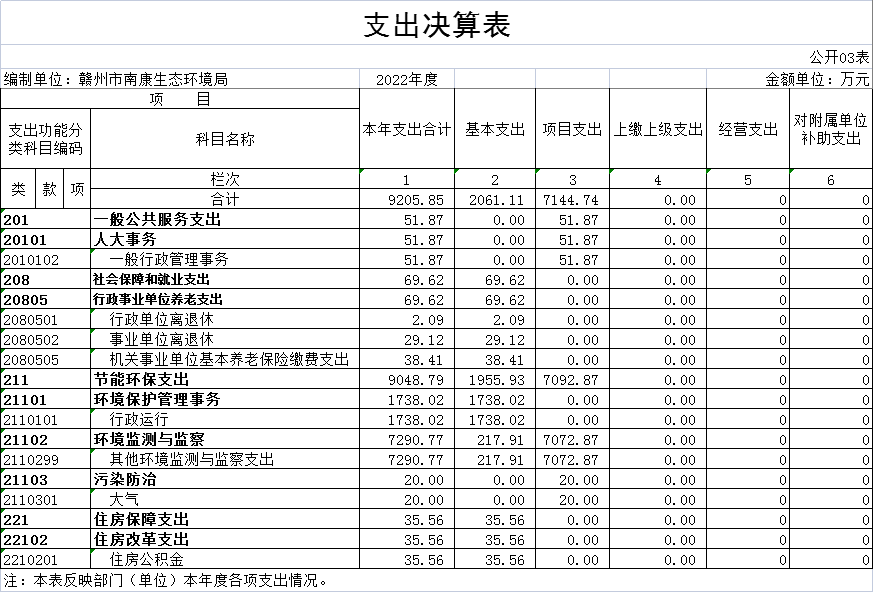 支出决算表
公开03表
编制单位：赣州市南康生态环境局 2022年度 金额单位：万元
项 目 本年支出合计 基本支出 项目支出 上缴上级支出 经营支出 对附属单位补助支出
支出功能分类科目编码 科目名称
类 款 项 栏次 1 2 3 4 5 6
合计 9205.85 2061.11 7144.74 0.00 0 0
201 一般公共服务支出 51.87 0.00 51.87 0.00 0 0
20101 人大事务 51.87 0.00 51.87 0.00 0 0
2010102 一般行政管理事务 51.87 0.00 51.87 0.00 0 0
208 社会保障和就业支出 69.62 69.62 0.00 0.00 0 0
20805 行政事业单位养老支出 69.62 69.62 0.00 0.00 0 0
2080501 行政单位离退休 2.09 2.09 0.00 0.00 0 0
2080502 事业单位离退休 29.12 29.12 0.00 0.00 0 0
2080505 机关事业单位基本养老保险缴费支出 38.41 38.41 0.00 0.00 0 0
211 节能环保支出 9048.79 1955.93 7092.87 0.00 0 0
21101 环境保护管理事务 1738.02 1738.02 0.00 0.00 0 0
2110101 行政运行 1738.02 1738.02 0.00 0.00 0 0
21102 环境监测与监察 7290.77 217.91 7072.87 0.00 0 0
2110299 其他环境监测与监察支出 7290.77 217.91 7072.87 0.00 0 0
21103 污染防治 20.00 0.00 20.00 0.00 0 0
2110301 大气 20.00 0.00 20.00 0.00 0 0
221 住房保障支出 35.56 35.56 0.00 0.00 0 0
22102 住房改革支出 35.56 35.56 0.00 0.00 0 0
2210201 住房公积金 35.56 35.56 0.00 0.00 0 0
注：本表反映部门（单位）本年度各项支出情况。